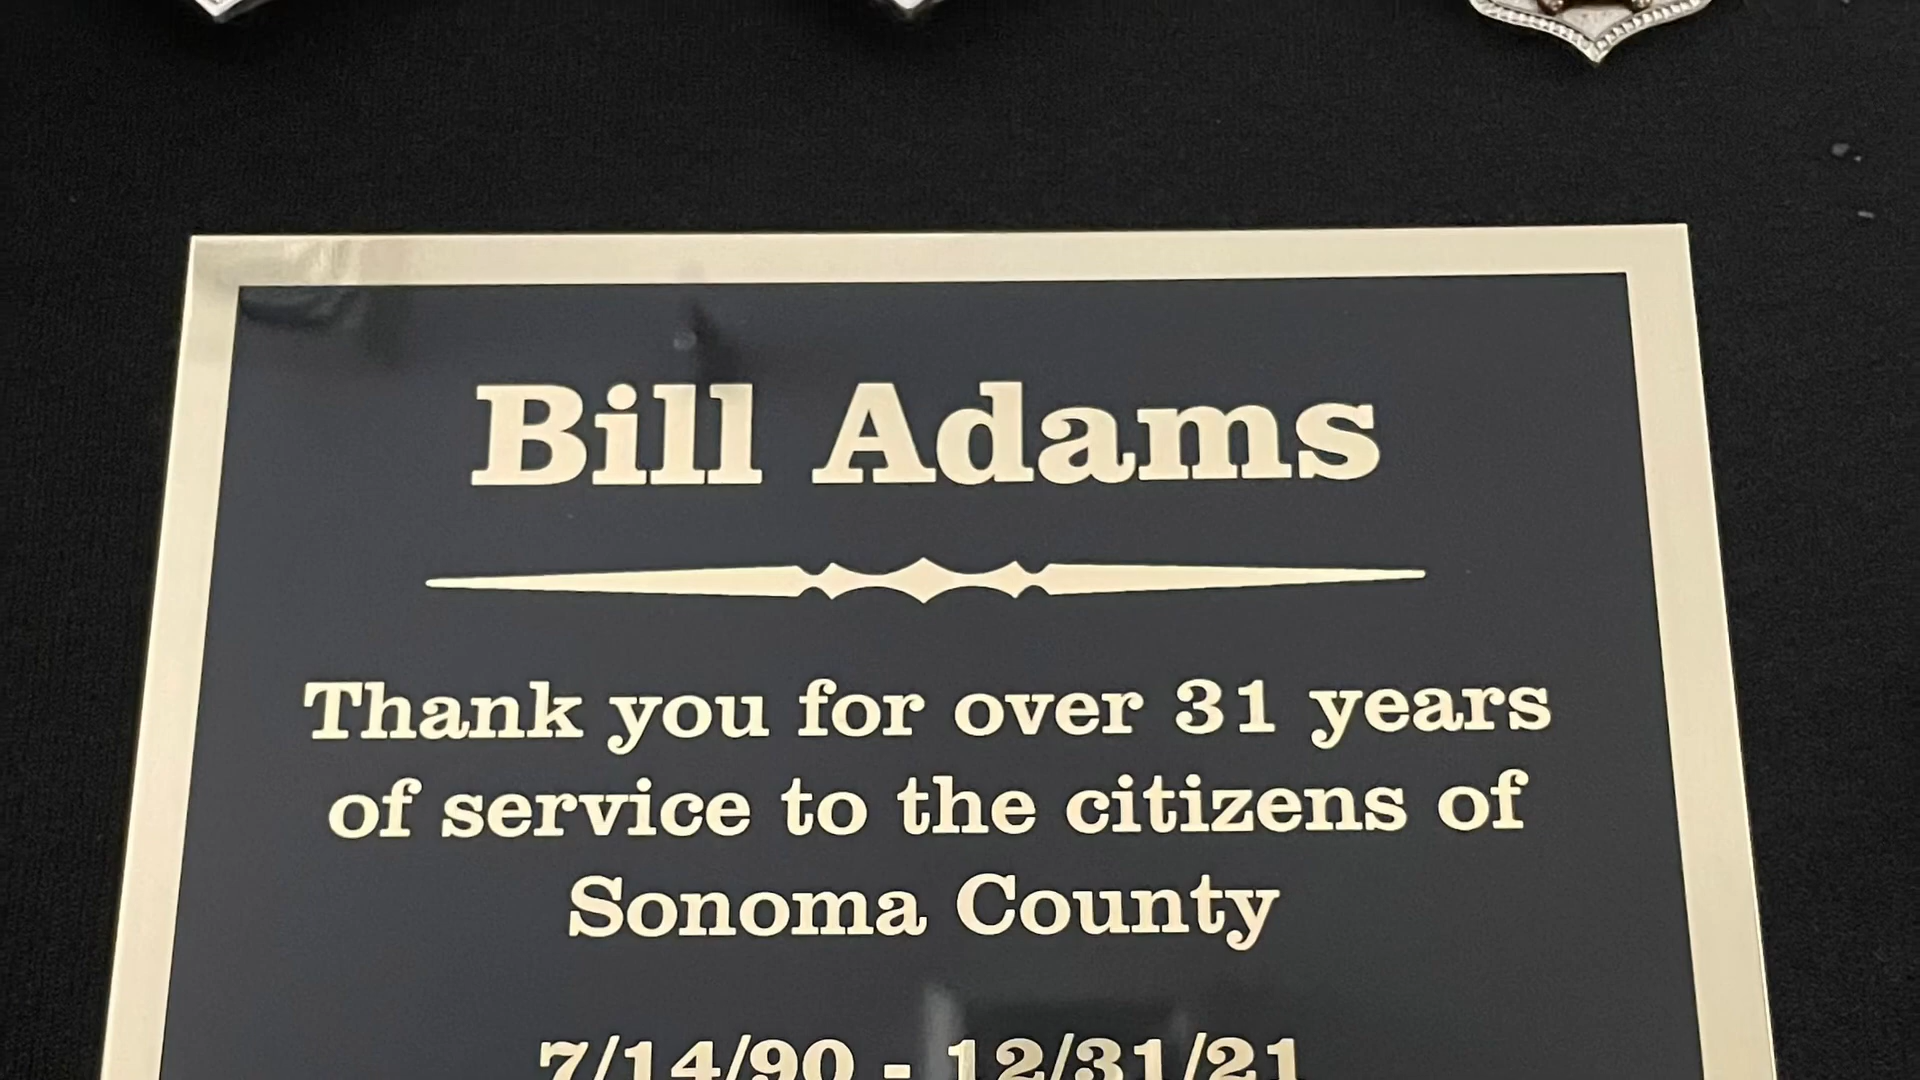 Bill Adams
Thank you for over 31 years
of service to the citizens of
Sonoma County
7/14/90 - 12/31/21